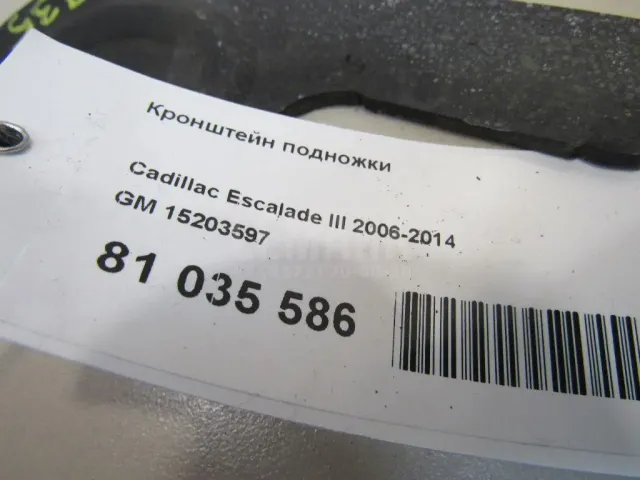 Кронштейн подножки
Cadillac Escalade III 2006-2014
GM 15203597
81 035 586